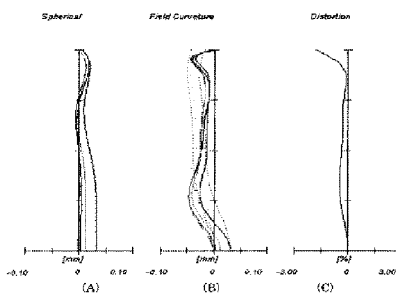 Spherical Field Curvature Distortion
[mm] [mm] [%]
-0.10 0 0.10 -0.10 0 0.10 -3.00 0 3.00
(A) (B) (C)